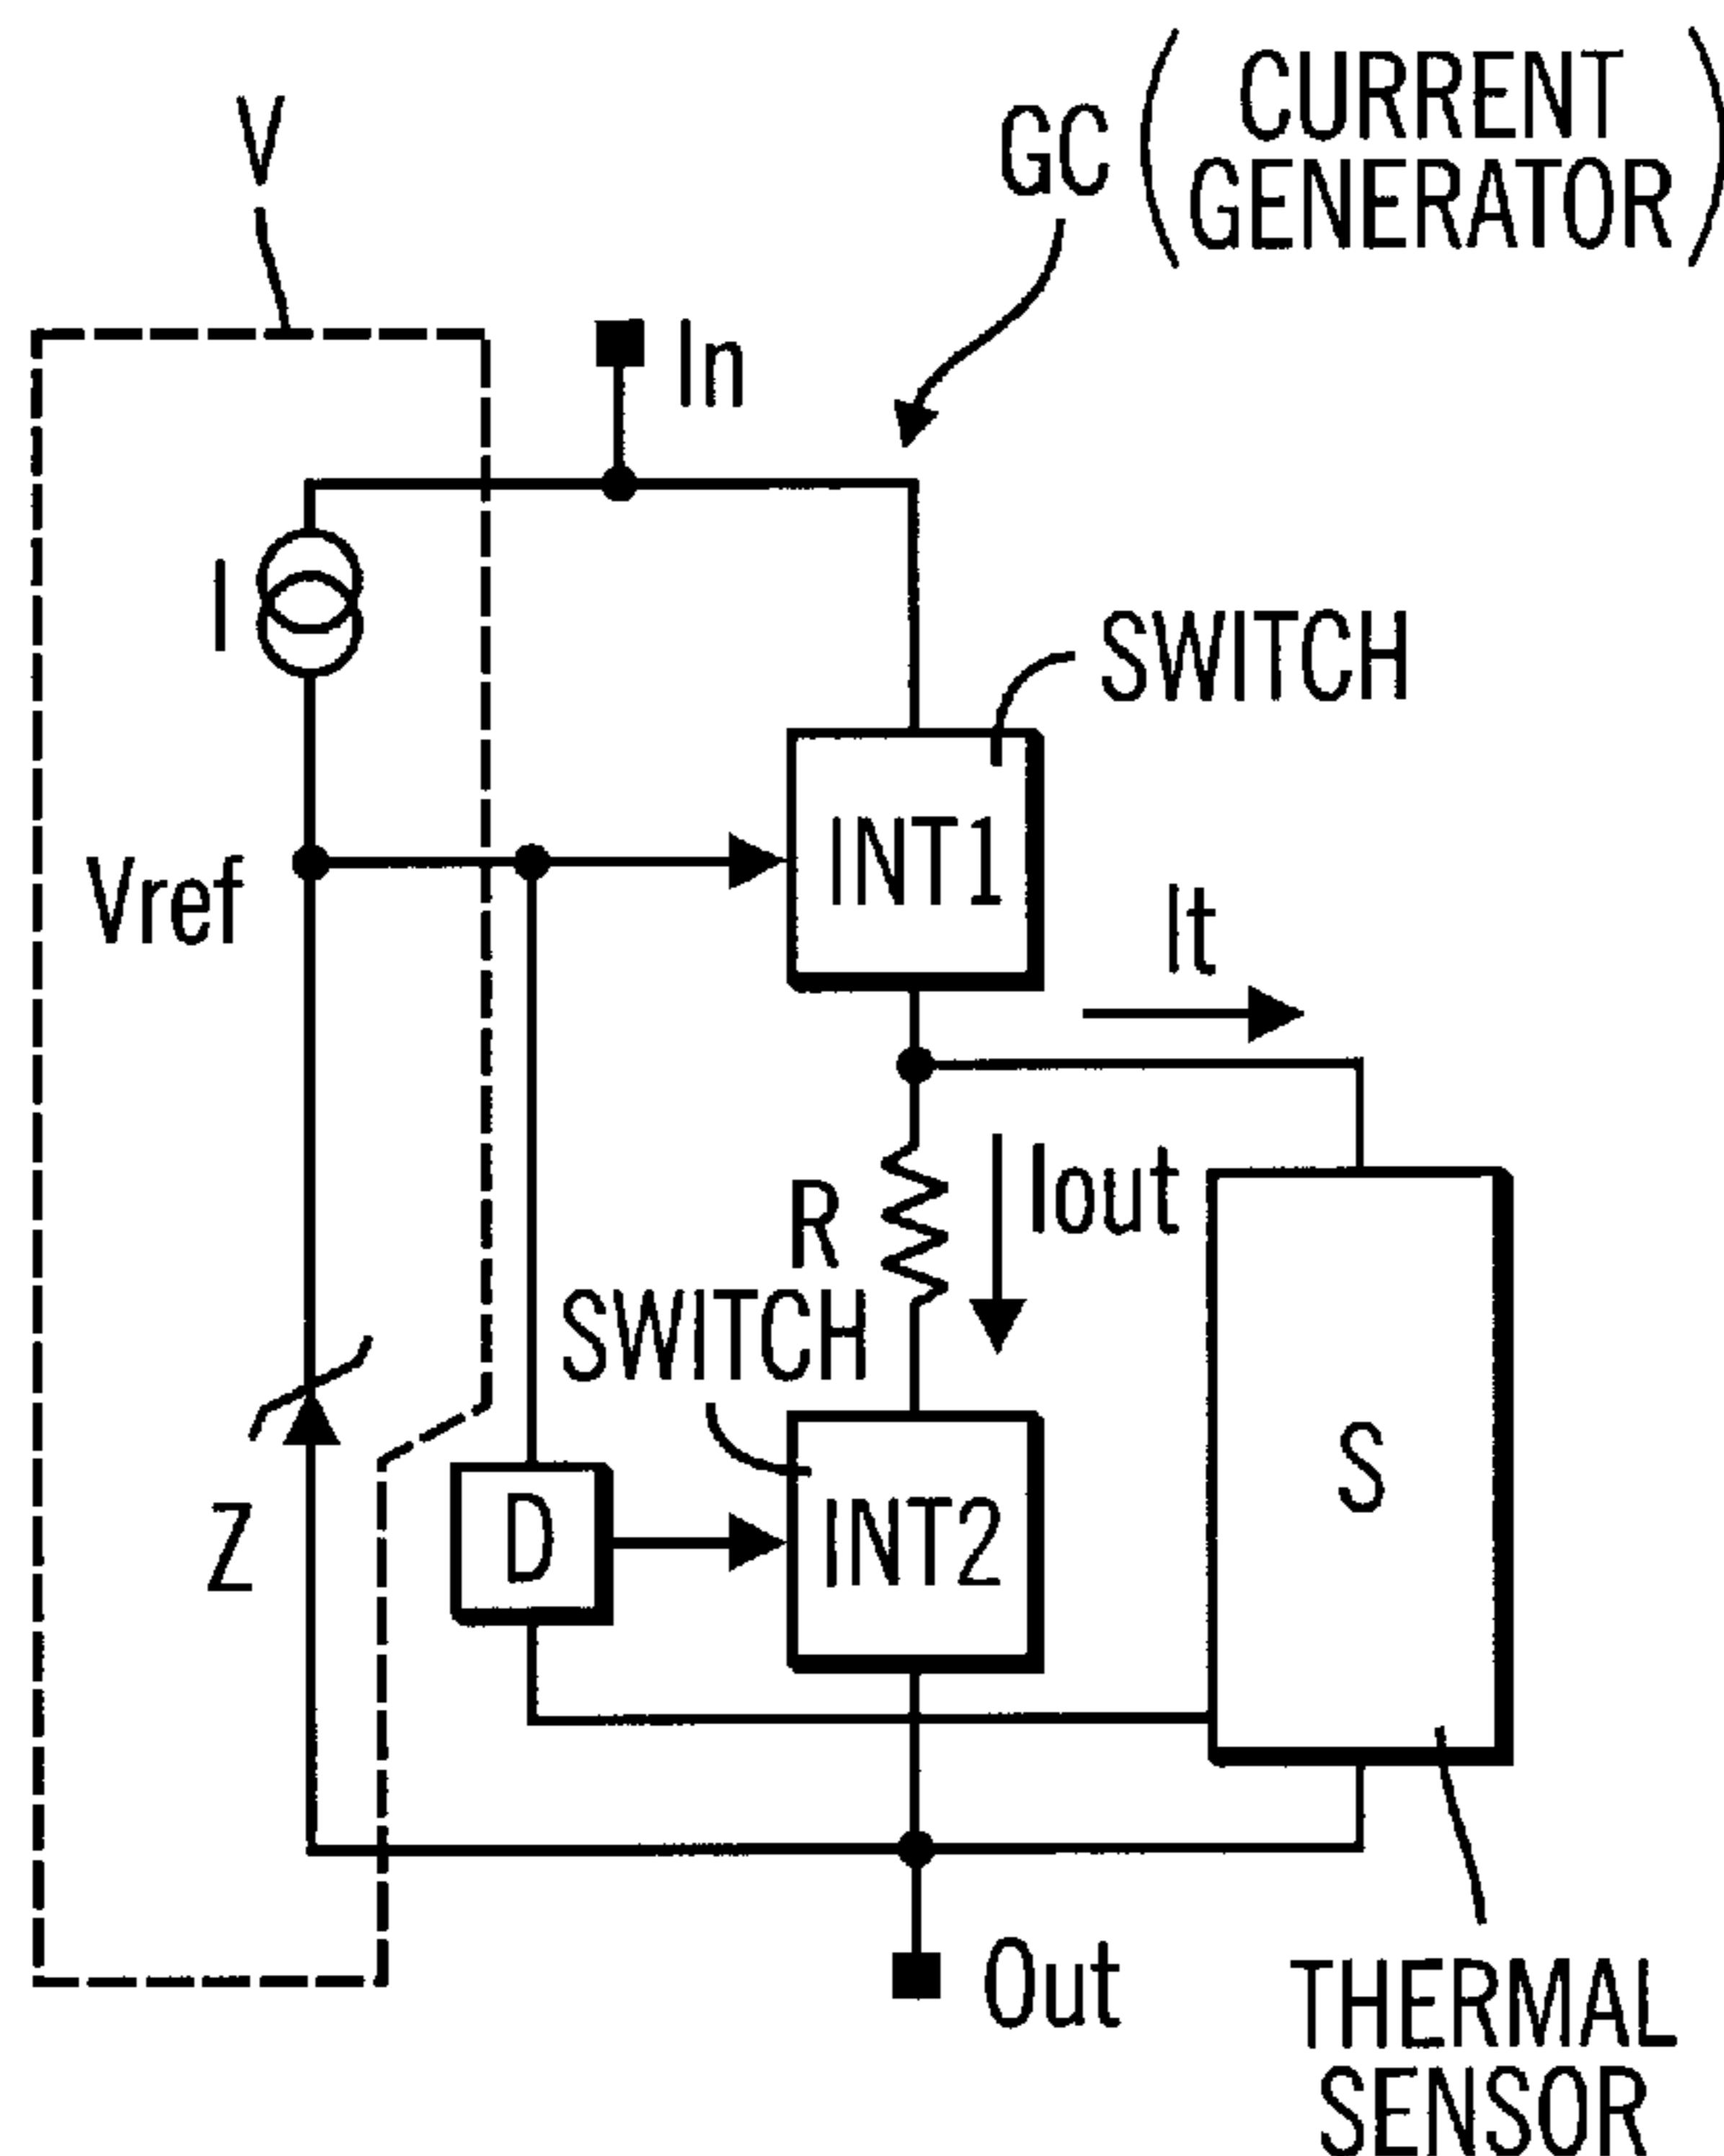 V
GC (CURRENT
GENERATOR)
In
I
SWITCH
INT1
Vref
It
R
Iout
SWITCH
S
INT2
D
Z
Out
THERMAL
SENSOR